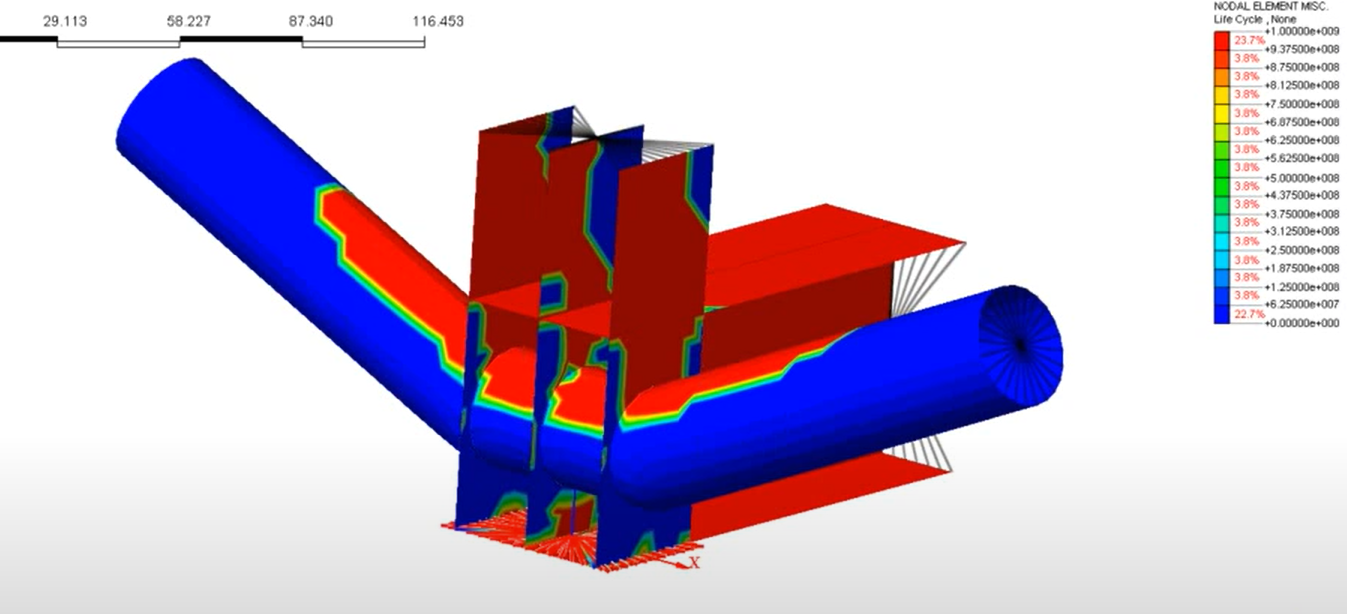 29.113 58.227 87.340 116.453
NODAL ELEMENT MISC.
Life Cycle , None
+1.00000e+009
23.7%
+9.37500e+008
3.8%
+8.75000e+008
3.8%
+8.12500e+008
3.8%
+7.50000e+008
3.8%
+6.87500e+008
3.8%
+6.25000e+008
3.8%
+5.62500e+008
3.8%
+5.00000e+008
3.8%
+4.37500e+008
3.8%
+3.75000e+008
3.8%
+3.12500e+008
3.8%
+2.50000e+008
3.8%
+1.87500e+008
3.8%
+1.25000e+008
3.8%
+6.25000e+007
22.7%
+0.00000e+000
X